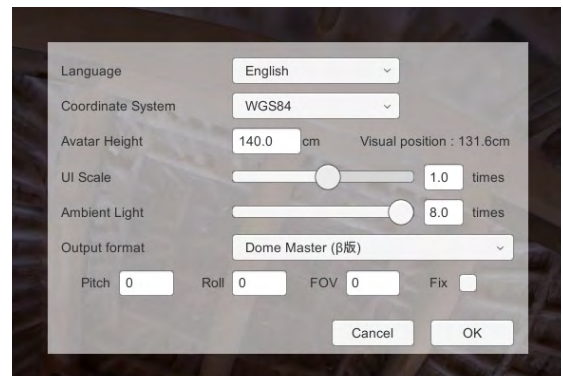 Language English
Coordinate System WGS84
Avatar Height 140.0 cm Visual position : 131.6cm
UI Scale 1.0 times
Ambient Light 8.0 times
Output format Dome Master (β版)
Pitch 0 Roll 0 FOV 0 Fix
Cancel OK